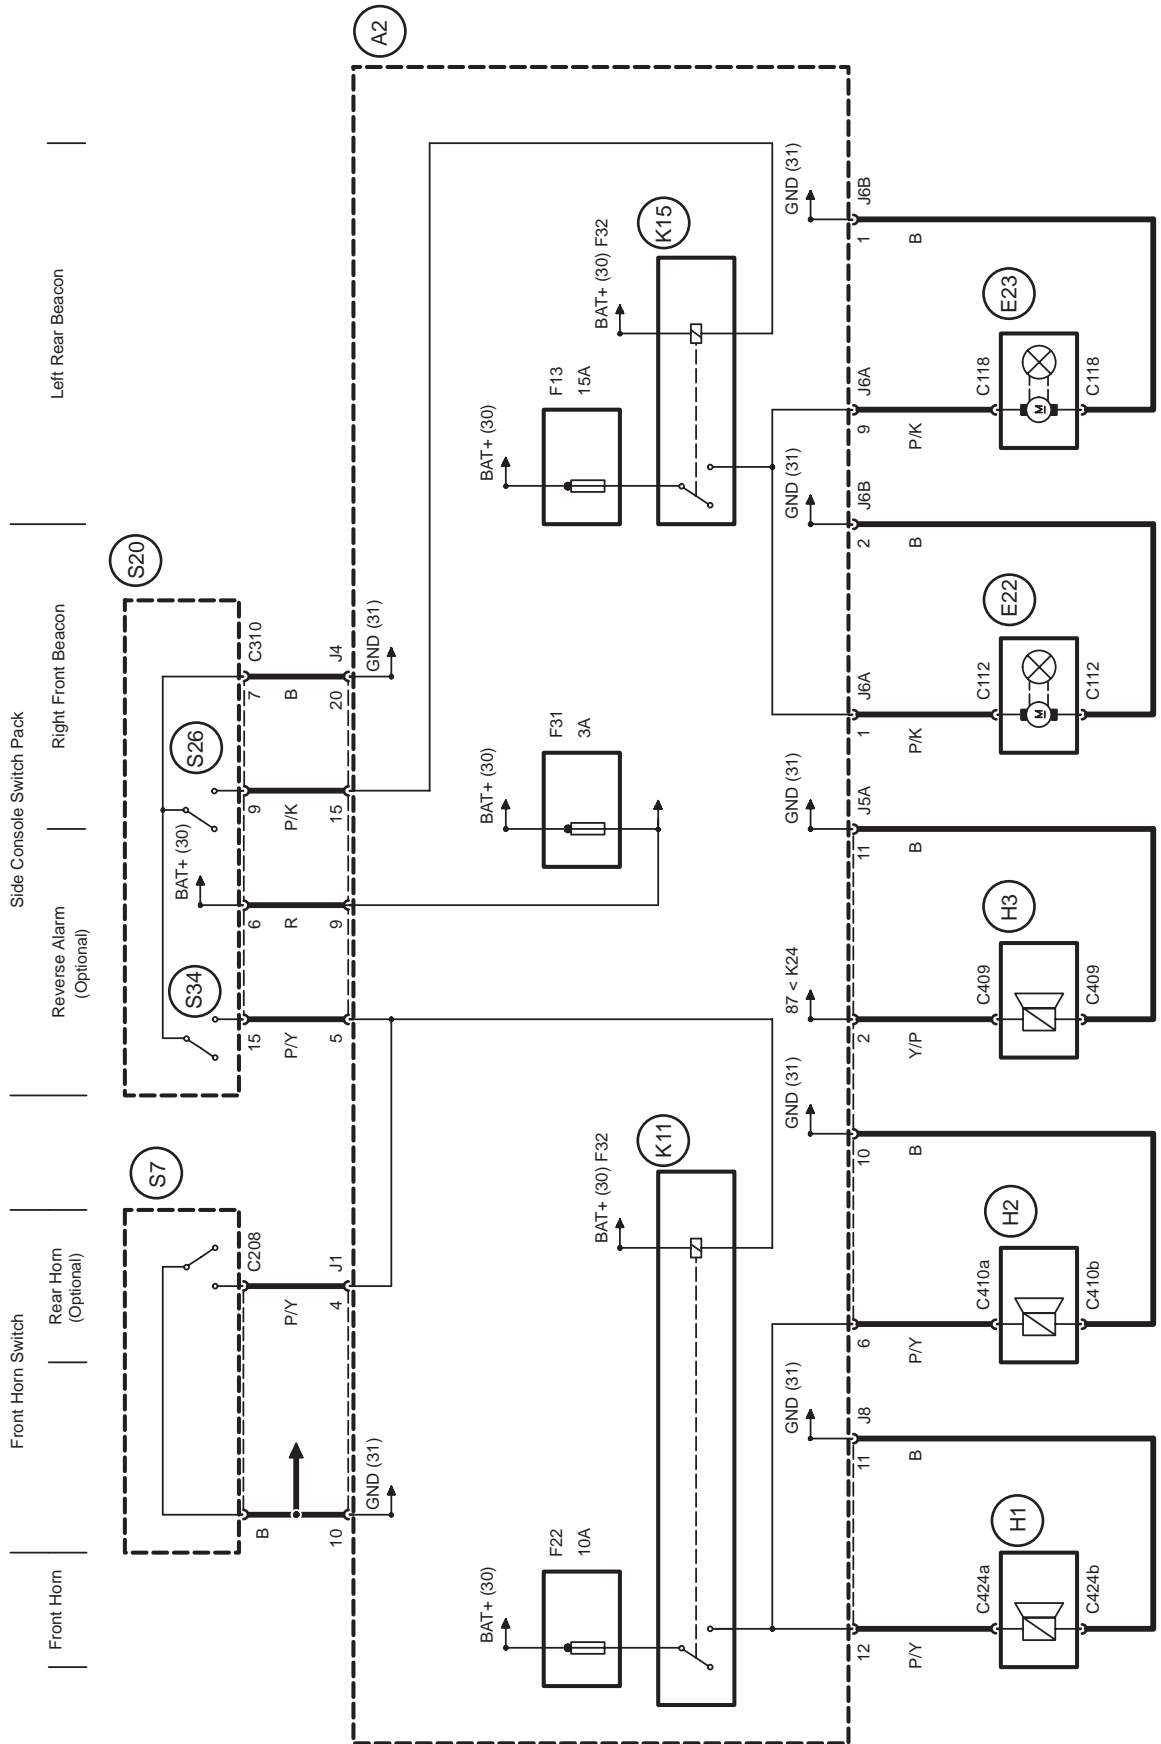 Front Horn
Front Horn Switch
Rear Horn
(Optional)
Side Console Switch Pack
Reverse Alarm
(Optional)
Right Front Beacon
Left Rear Beacon
S7
C208
B
P/Y
10
4
J1
GND (31)
S20
S34
S26
BAT+ (30)
C310
15
6
9
7
P/Y
R
P/K
B
5
9
15
20
J4
GND (31)
A2
BAT+ (30)
F22
10A
BAT+ (30) F32
K11
BAT+ (30)
F31
3A
BAT+ (30)
F13
15A
BAT+ (30) F32
K15
GND (31)
GND (31)
87 < K24
GND (31)
GND (31)
GND (31)
12
11
J8
6
10
2
11
J5A
1
J6A
2
J6B
9
J6A
1
J6B
P/Y
B
P/Y
B
Y/P
B
P/K
B
P/K
B
C424a
H1
C424b
C410a
H2
C410b
C409
H3
C409
C112
E22
M
C112
C118
E23
M
C118